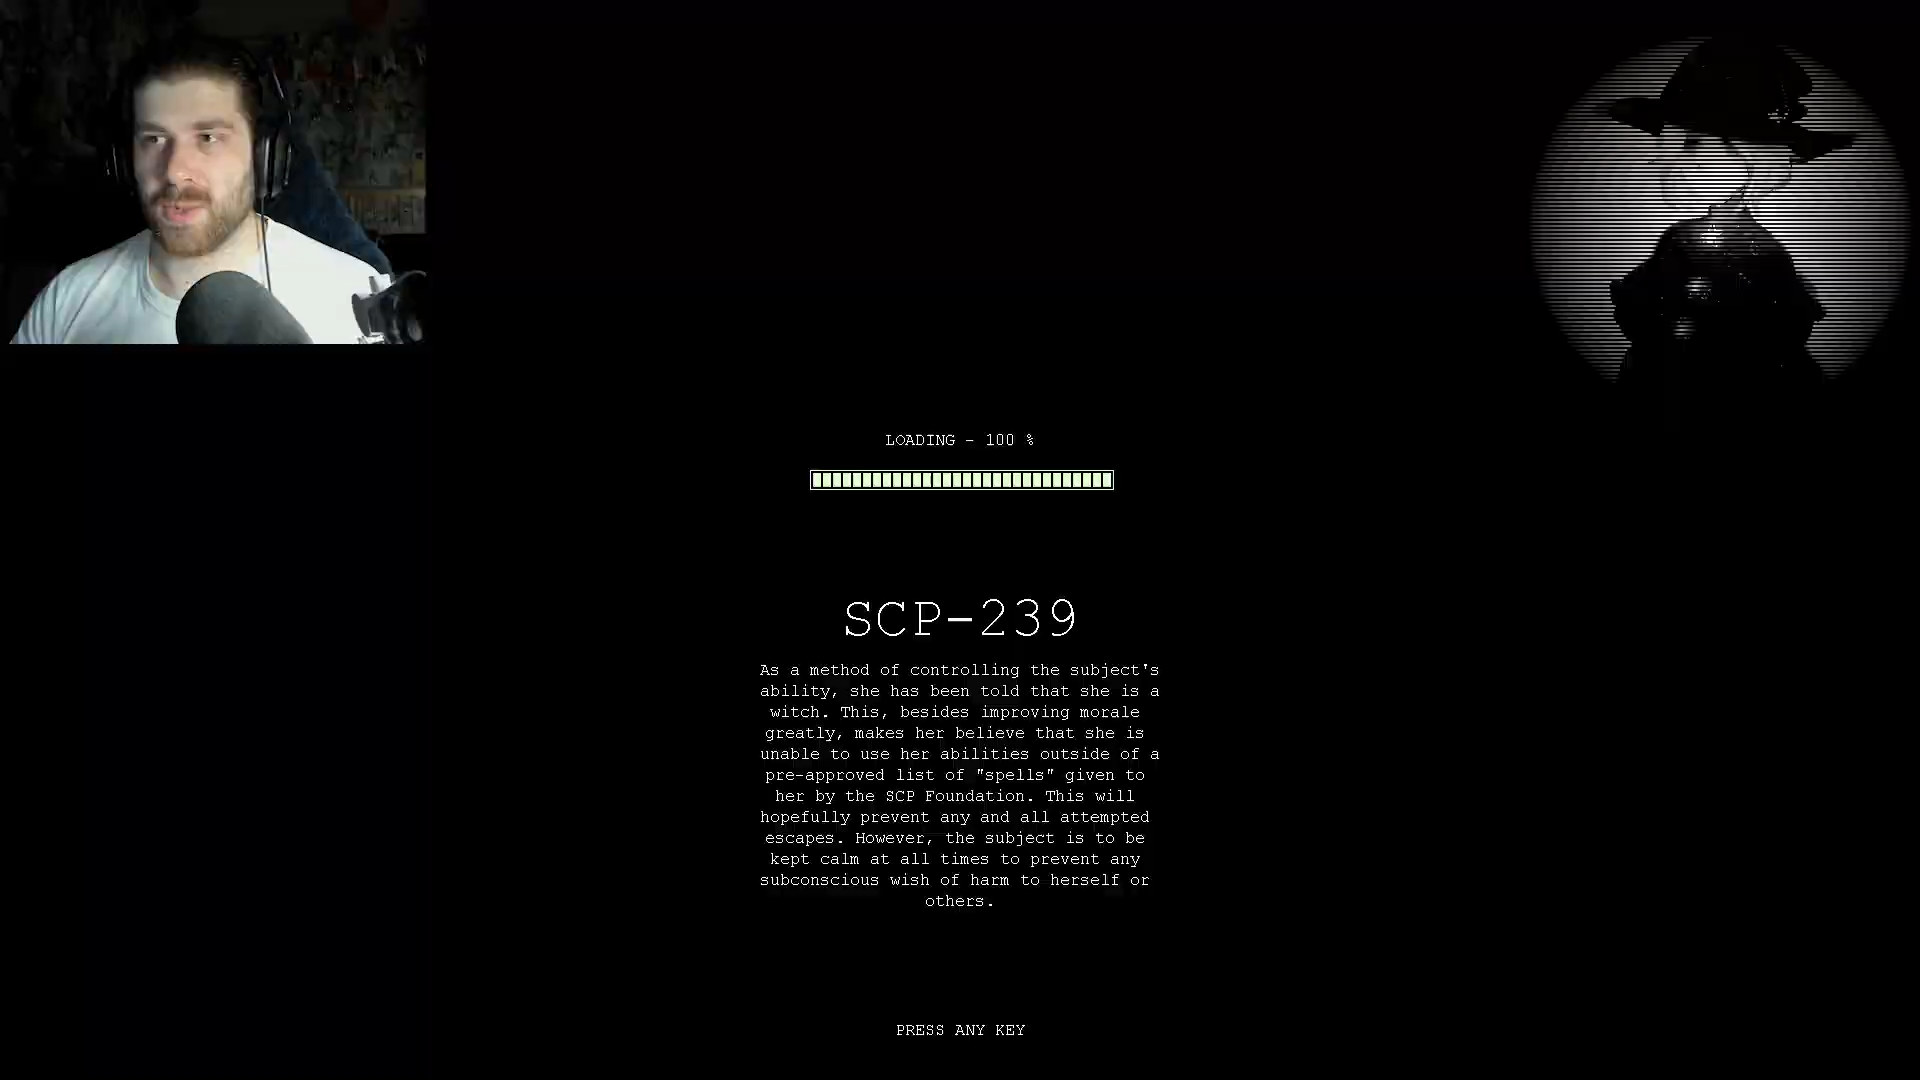 LOADING - 100 %
SCP-239
As a method of controlling the subject's
ability, she has been told that she is a
witch. This, besides improving morale
greatly, makes her believe that she is
unable to use her abilities outside of a
pre-approved list of "spells" given to
her by the SCP Foundation. This will
hopefully prevent any and all attempted
escapes. However, the subject is to be
kept calm at all times to prevent any
subconscious wish of harm to herself or
others.
PRESS ANY KEY